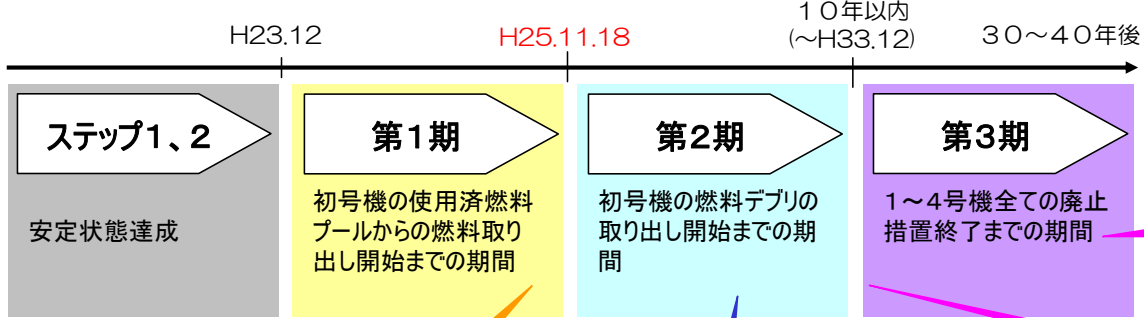 １０年以内
H23.12
H25.11.18
(～H33.12)
３０～４０年後
ステップ１、２
第１期
第２期
第３期
安定状態達成
初号機の使用済燃料
プールからの燃料取り
出し開始までの期間
初号機の燃料デブリの
取り出し開始までの期
間
１～４号機全ての廃止
措置終了までの期間